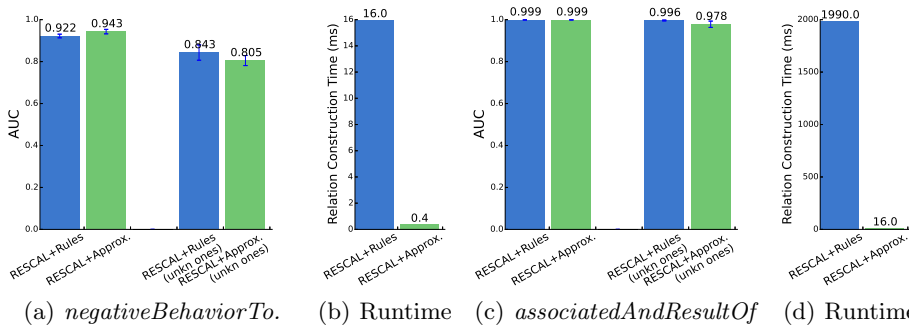 1.0
0.8
0.6
0.4
0.2
0.0
AUC
0.922
0.943
0.843
0.805
RESCAL+Rules
RESCAL+Approx.
RESCAL+Rules
(unkn ones)
RESCAL+Approx.
(unkn ones)
(a) negativeBehaviorTo.
16
14
12
10
8
6
4
2
0
Relation Construction Time (ms)
16.0
0.4
RESCAL+Rules
RESCAL+Approx.
(b) Runtime
1.0
0.8
0.6
0.4
0.2
0.0
AUC
0.999
0.999
0.996
0.978
RESCAL+Rules
RESCAL+Approx.
RESCAL+Rules
(unkn ones)
RESCAL+Approx.
(unkn ones)
(c) associatedAndResultOf
2000
1500
1000
500
0
Relation Construction Time (ms)
1990.0
16.0
RESCAL+Rules
RESCAL+Approx.
(d) Runtime